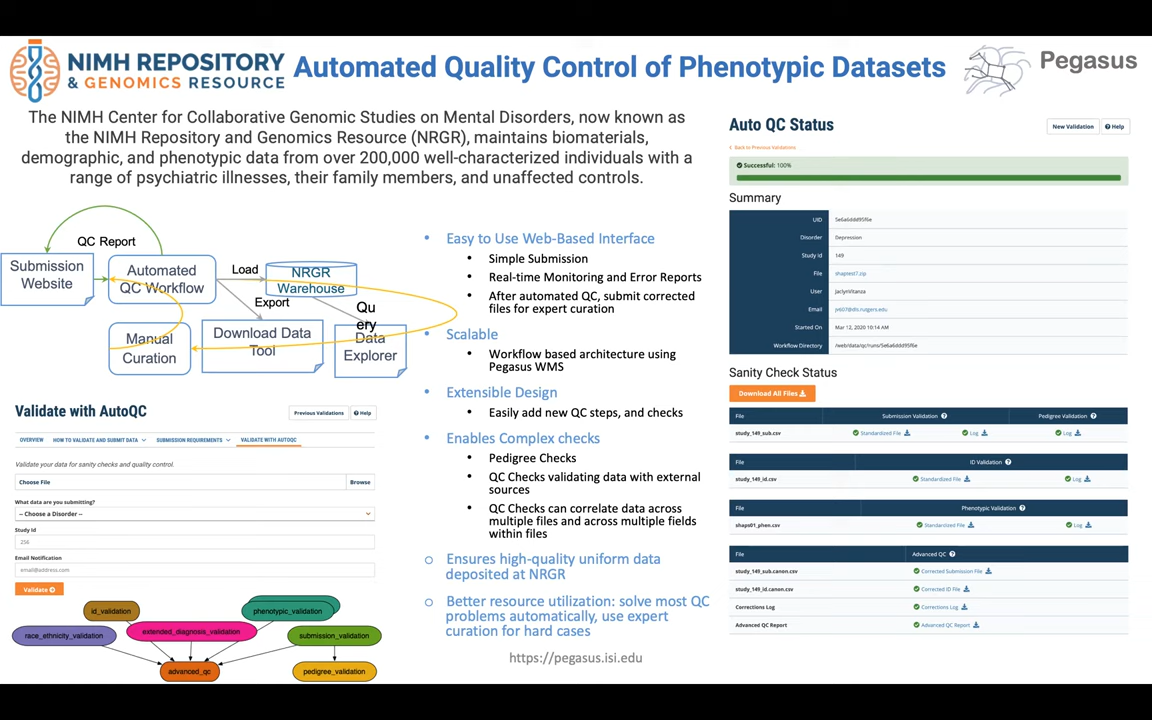 NIMH REPOSITORY
& GENOMICS RESOURCE
Automated Quality Control of Phenotypic Datasets
Pegasus
The NIMH Center for Collaborative Genomic Studies on Mental Disorders, now known as
the NIMH Repository and Genomics Resource (NRGR), maintains biomaterials,
demographic, and phenotypic data from over 200,000 well-characterized individuals with a
range of psychiatric illnesses, their family members, and unaffected controls.
QC Report
Submission
Website
Automated
QC Workflow
Load
NRGR
Warehouse
Export
Qu
ery
Manual
Curation
Download Data
Tool
Data
Explorer
Validate with AutoQC
Previous Validations
Help
OVERVIEW
HOW TO VALIDATE AND SUBMIT DATA
SUBMISSION REQUIREMENTS
VALIDATE WITH AUTOQC
Validate your data for sanity checks and quality control.
Choose File
Browse
What data are you submitting?
-- Choose a Disorder --
Study Id
256
Email Notification
email@address.com
Validate
id_validation
phenotypic_validation
race_ethnicity_validation
extended_diagnosis_validation
submission_validation
advanced_qc
pedigree_validation
• Easy to Use Web-Based Interface
• Simple Submission
• Real-time Monitoring and Error Reports
• After automated QC, submit corrected
files for expert curation
• Scalable
• Workflow based architecture using
Pegasus WMS
• Extensible Design
• Easily add new QC steps, and checks
• Enables Complex checks
• Pedigree Checks
• QC Checks validating data with external
sources
• QC Checks can correlate data across
multiple files and across multiple fields
within files
o Ensures high-quality uniform data
deposited at NRGR
o Better resource utilization: solve most QC
problems automatically, use expert
curation for hard cases
https://pegasus.isi.edu
Auto QC Status
New Validation
Help
Back to Previous Validations
Successful: 100%
Summary
UID 5e6a6ddd95f6e
Disorder Depression
Study Id 149
File shaptest7.zip
User JaclynVitanza
Email
Started On Mar 12, 2020 10:14 AM
Workflow Directory /web/data/qc/runs/5e6a6ddd95f6e
Sanity Check Status
Download All Files
File Submission Validation Pedigree Validation
study_149_sub.csv Standardized File Log Log
File ID Validation
study_149_id.csv Standardized File Log
File Phenotypic Validation
shaps01_phen.csv Standardized File Log
File Advanced QC
study_149_sub.canon.csv Corrected Submission File
study_149_id.canon.csv Corrected ID File
Corrections Log Corrections Log
Advanced QC Report Advanced QC Report